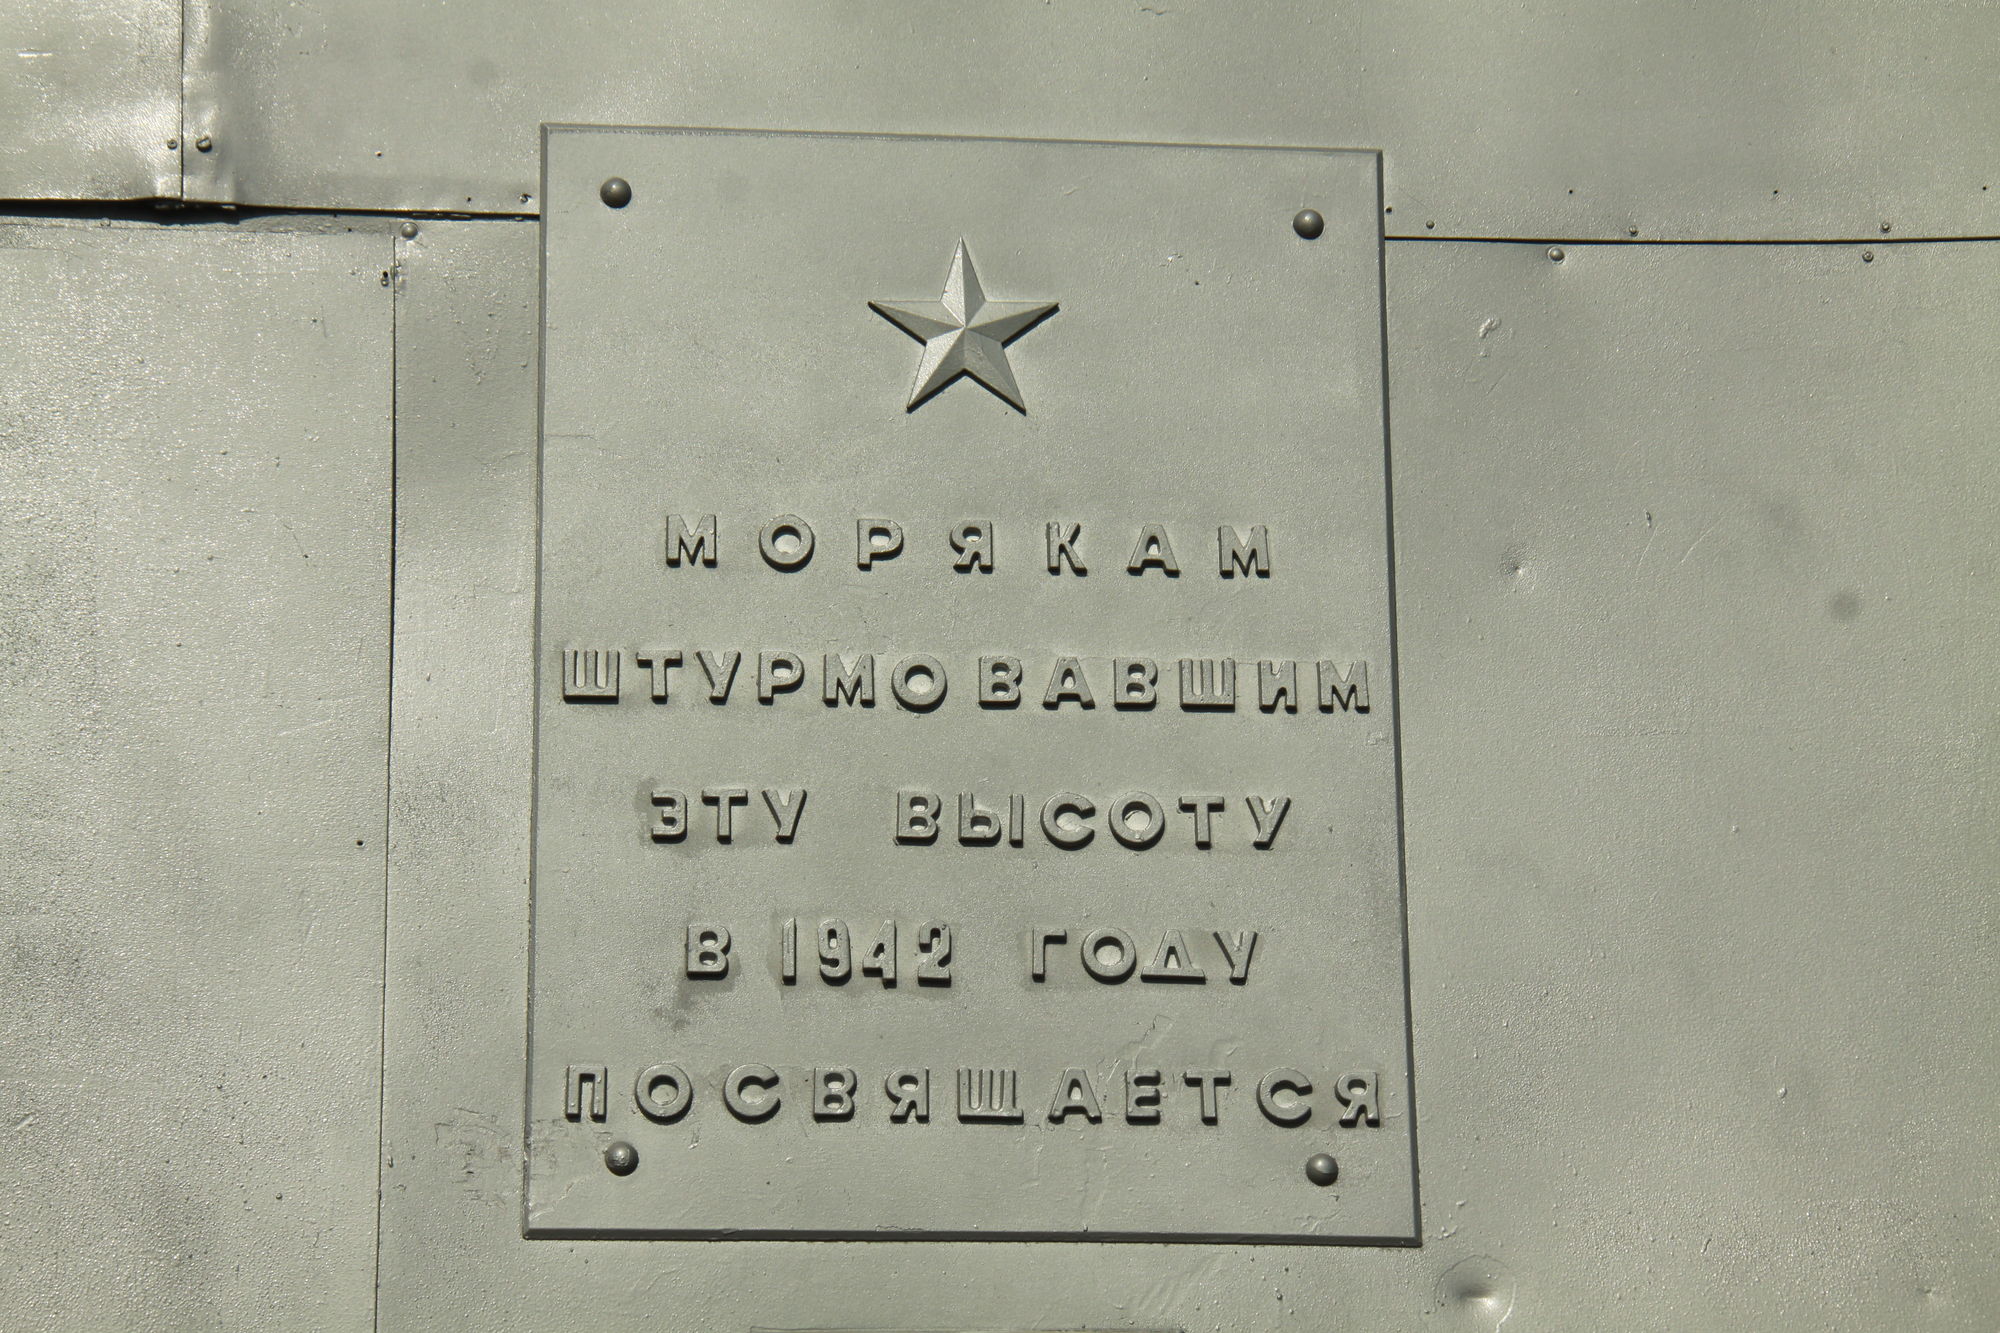 МОРЯКАМ
ШТУРМОВАВШИМ
ЭТУ ВЫСОТУ
В 1942 ГОДУ
ПОСВЯЩАЕТСЯ